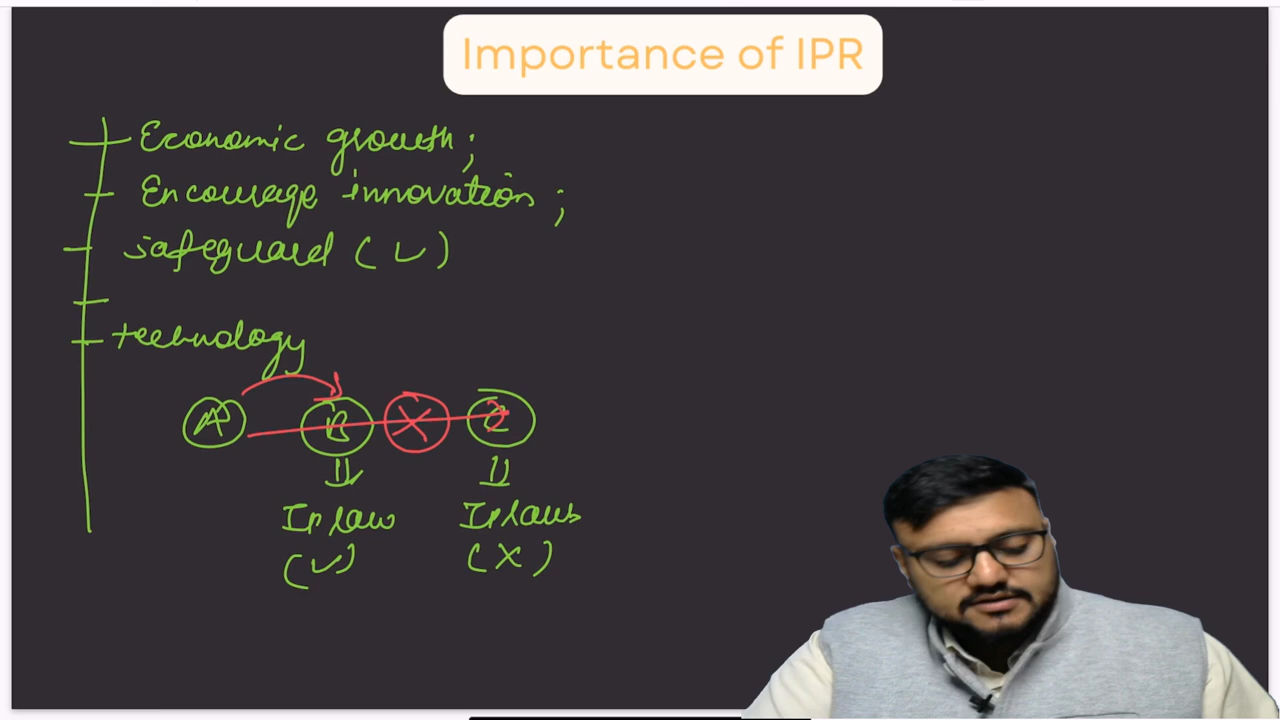 Importance of IPR
Economic growth;
Encourage innovation;
safeguard (✓)
technology
A B X C
IP law IP laws
(✓) (X)